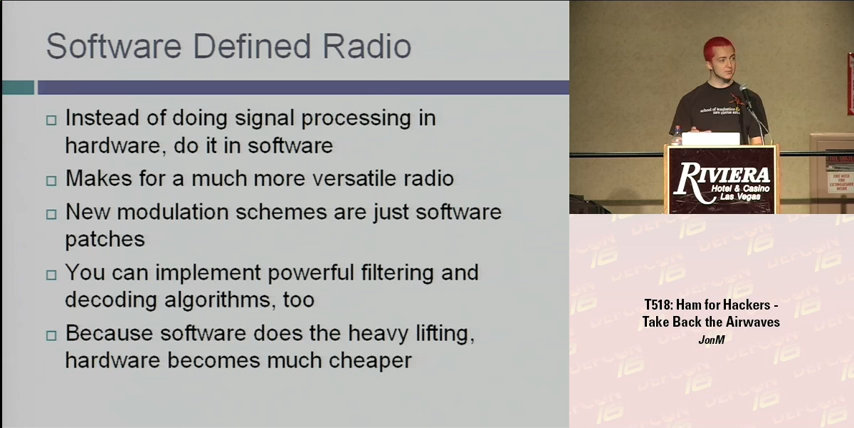 Software Defined Radio
Instead of doing signal processing in
hardware, do it in software
Makes for a much more versatile radio
New modulation schemes are just software
patches
You can implement powerful filtering and
decoding algorithms, too
Because software does the heavy lifting,
hardware becomes much cheaper
RIVIERA
Hotel & Casino
Las Vegas
T518: Ham for Hackers -
Take Back the Airwaves
JonM
DEFCON
16